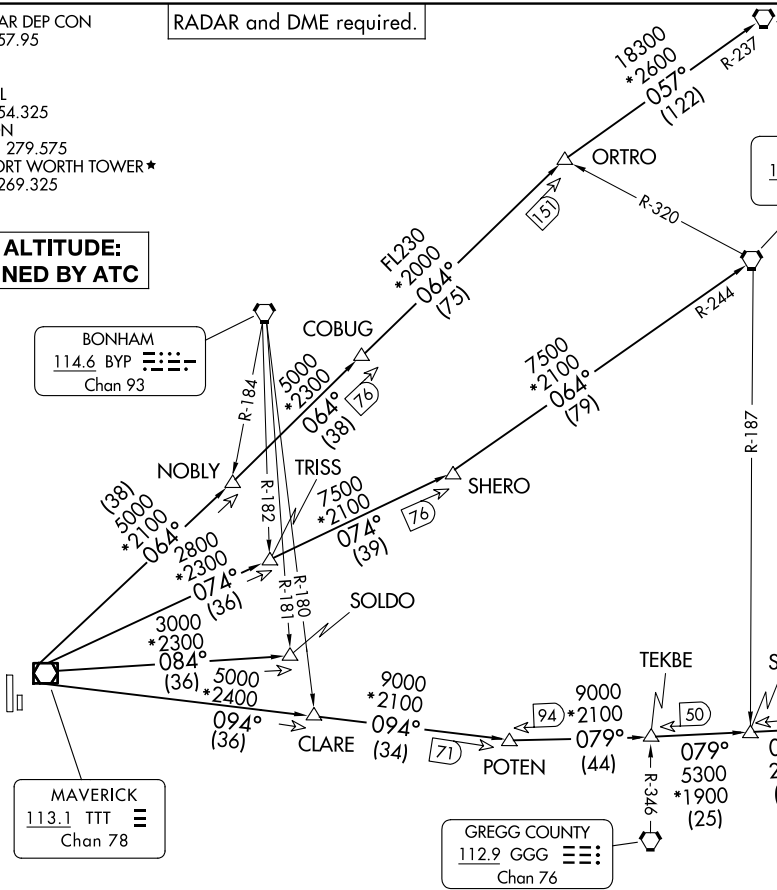 AR DEP CON
57.95
RADAR and DME required.
L
54.325
N
279.575
ORT WORTH TOWER★
269.325
ALTITUDE:
NED BY ATC
18300
*2600
057°
(122)
R-237
ORTRO
151
R-320
1
FL230
*2000
064°
(75)
R-244
BONHAM
114.6 BYP
Chan 93
COBUG
5000
*2300
064°
(38)
76
R-184
7500
*2100
064°
(79)
R-187
NOBLY
TRISS
R-182
SHERO
(38)
5000
*2100
064°
7500
*2100
074°
(39)
76
2800
*2300
074°
(36)
R-181
R-180
SOLDO
3000
*2300
084°
(36)
5000
*2400
094°
(36)
CLARE
9000
*2100
094°
(34)
71
POTEN
94
9000
*2100
079°
(44)
TEKBE
50
079°
5300
*1900
(25)
S
0
2
(
R-346
MAVERICK
113.1 TTT
Chan 78
GREGG COUNTY
112.9 GGG
Chan 76